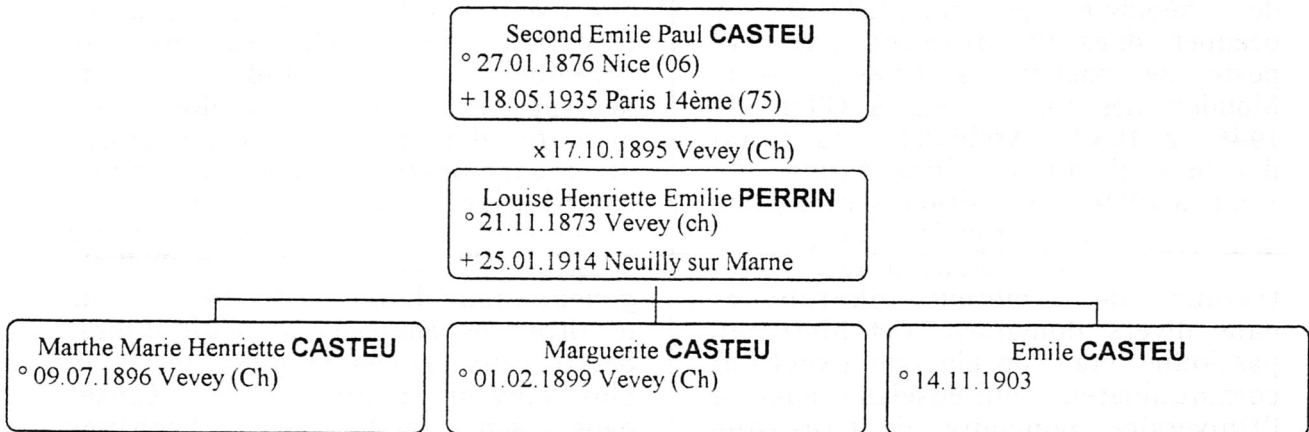 Second Emile Paul CASTEU
° 27.01.1876 Nice (06)
+ 18.05.1935 Paris 14ème (75)
x 17.10.1895 Vevey (Ch)
Louise Henriette Emilie PERRIN
° 21.11.1873 Vevey (ch)
+ 25.01.1914 Neuilly sur Marne
Marthe Marie Henriette CASTEU
° 09.07.1896 Vevey (Ch)
Marguerite CASTEU
° 01.02.1899 Vevey (Ch)
Emile CASTEU
° 14.11.1903